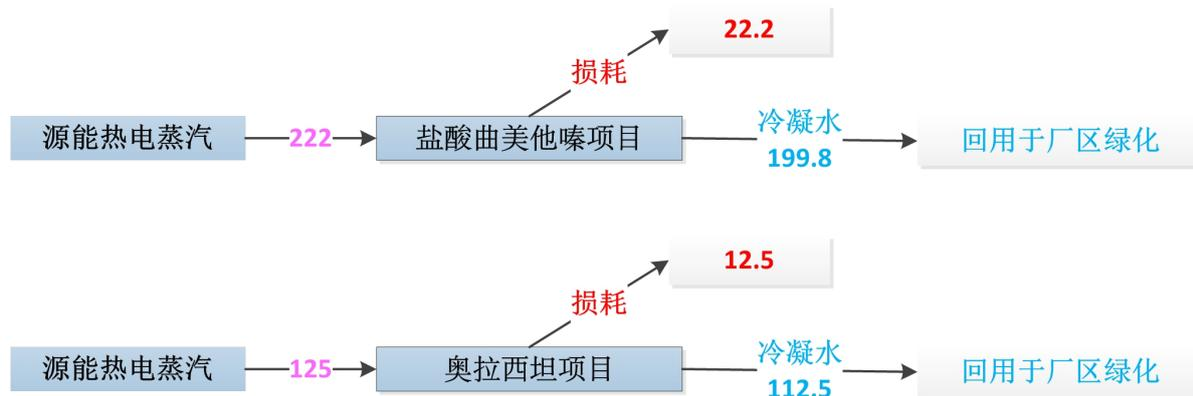 22.2
损耗
源能热电蒸汽
222
盐酸曲美他嗪项目
冷凝水
199.8
回用于厂区绿化
12.5
损耗
源能热电蒸汽
125
奥拉西坦项目
冷凝水
112.5
回用于厂区绿化